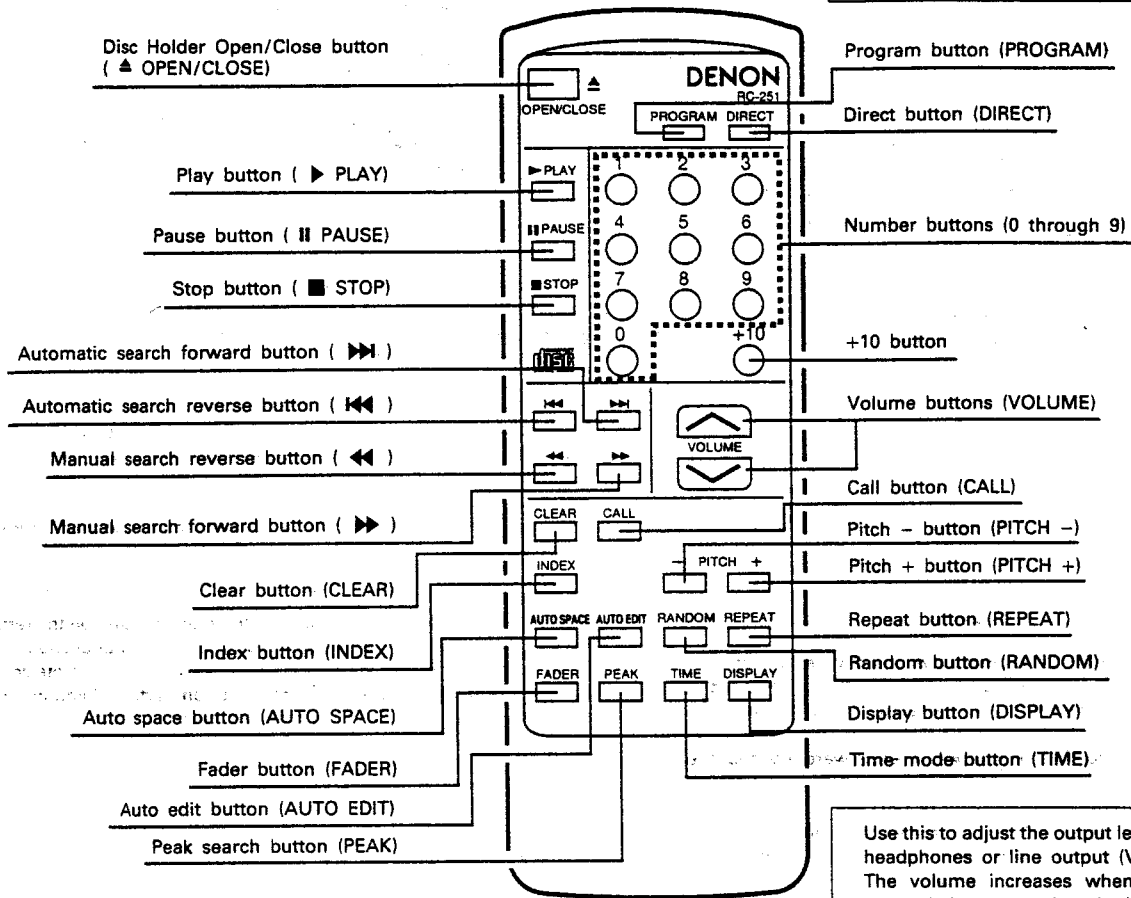 Disc Holder Open/Close button
( ≜ OPEN/CLOSE)
Play button ( ▶ PLAY)
Pause button ( ❚❚ PAUSE)
Stop button ( ■ STOP)
Automatic search forward button ( ▶▶| )
Automatic search reverse button ( |◀◀ )
Manual search reverse button ( ◀◀ )
Manual search forward button ( ▶▶ )
Clear button (CLEAR)
Index button (INDEX)
Auto space button (AUTO SPACE)
Fader button (FADER)
Auto edit button (AUTO EDIT)
Peak search button (PEAK)
≜
OPEN/CLOSE
DENON
RC-251
PROGRAM DIRECT
▶ PLAY
❚❚ PAUSE
■ STOP
1 2 3
4 5 6
7 8 9
0 +10
disc
|◀◀ ▶▶|
◀◀ ▶▶
VOLUME
CLEAR CALL
INDEX
− PITCH +
AUTO SPACE AUTO EDIT RANDOM REPEAT
FADER PEAK TIME DISPLAY
Program button (PROGRAM)
Direct button (DIRECT)
Number buttons (0 through 9)
+10 button
Volume buttons (VOLUME)
Call button (CALL)
Pitch − button (PITCH −)
Pitch + button (PITCH +)
Repeat button (REPEAT)
Random button (RANDOM)
Display button (DISPLAY)
Time mode button (TIME)
Use this to adjust the output le
headphones or line output (V
The volume increases when